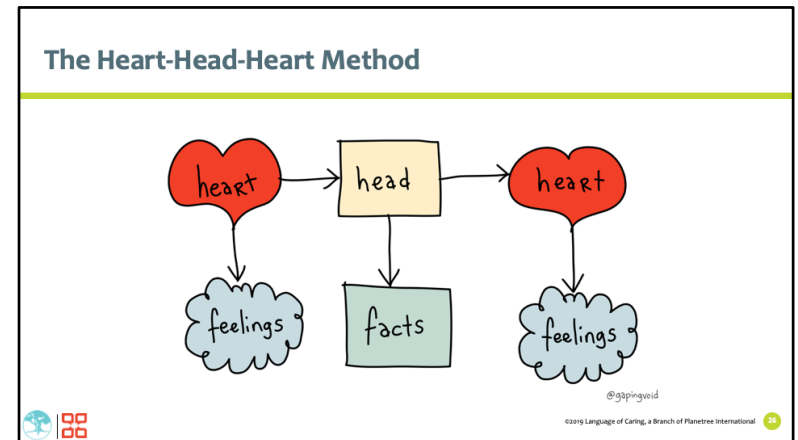 The Heart-Head-Heart Method
heart
head
heart
feelings
facts
feelings
@gapingvoid
©2019 Language of Caring, a Branch of Planetree International
26